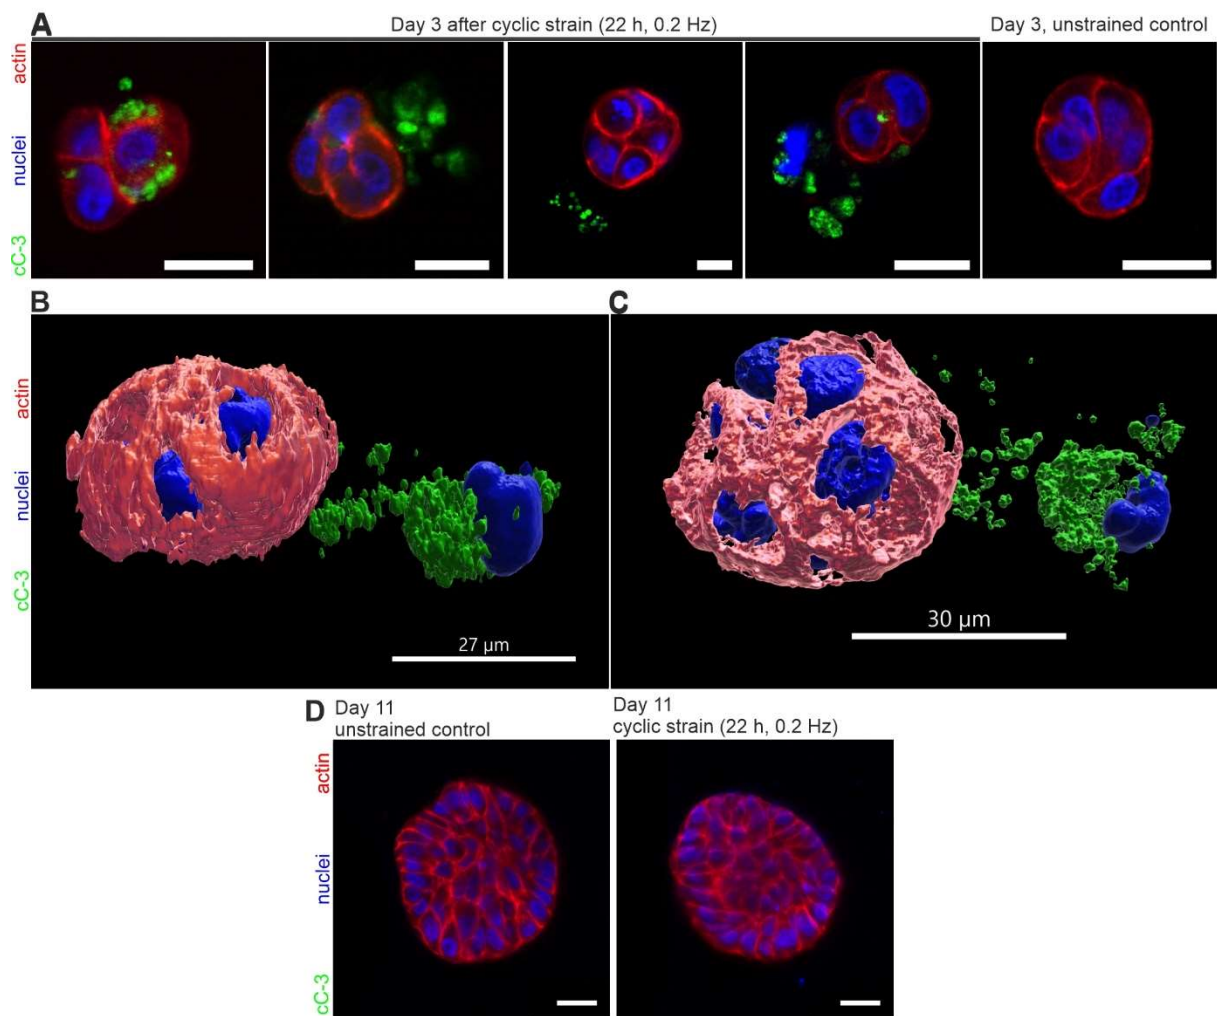 A
Day 3 after cyclic strain (22 h, 0.2 Hz)
Day 3, unstrained control
actin
nuclei
cC-3
B
C
actin
nuclei
cC-3
27 µm
30 µm
D
Day 11
unstrained control
Day 11
cyclic strain (22 h, 0.2 Hz)
actin
nuclei
cC-3